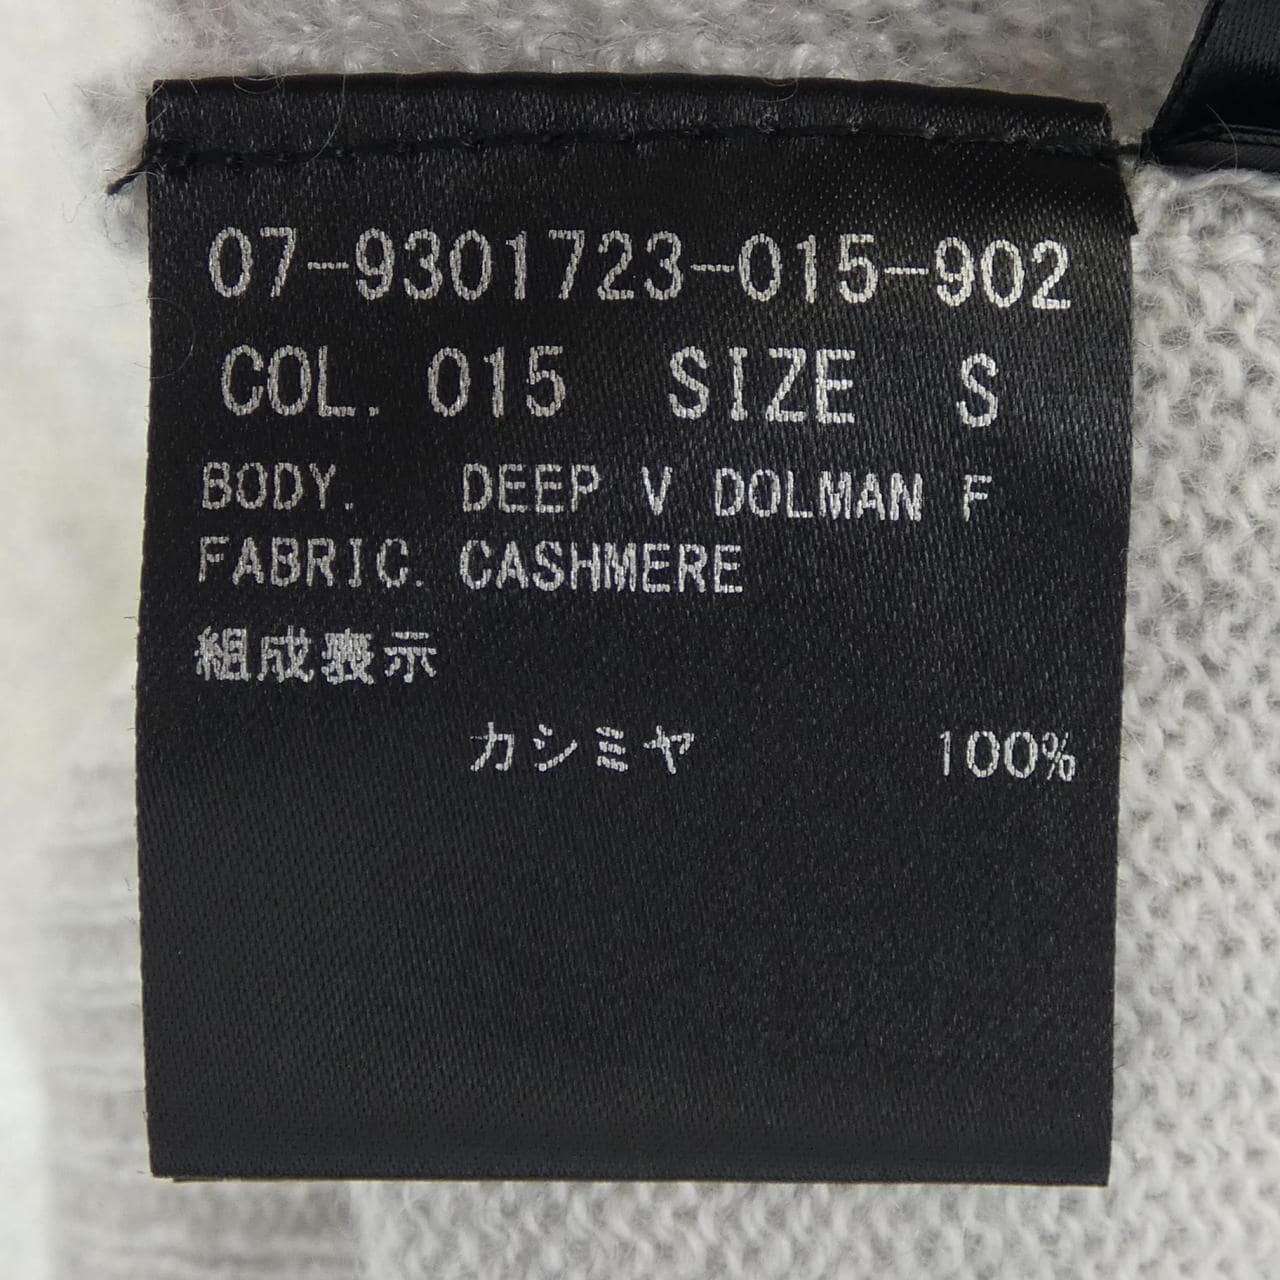 07-9301723-015-902
COL. 015 SIZE S
BODY. DEEP V DOLMAN F
FABRIC. CASHMERE
組成表示
カシミヤ 100%